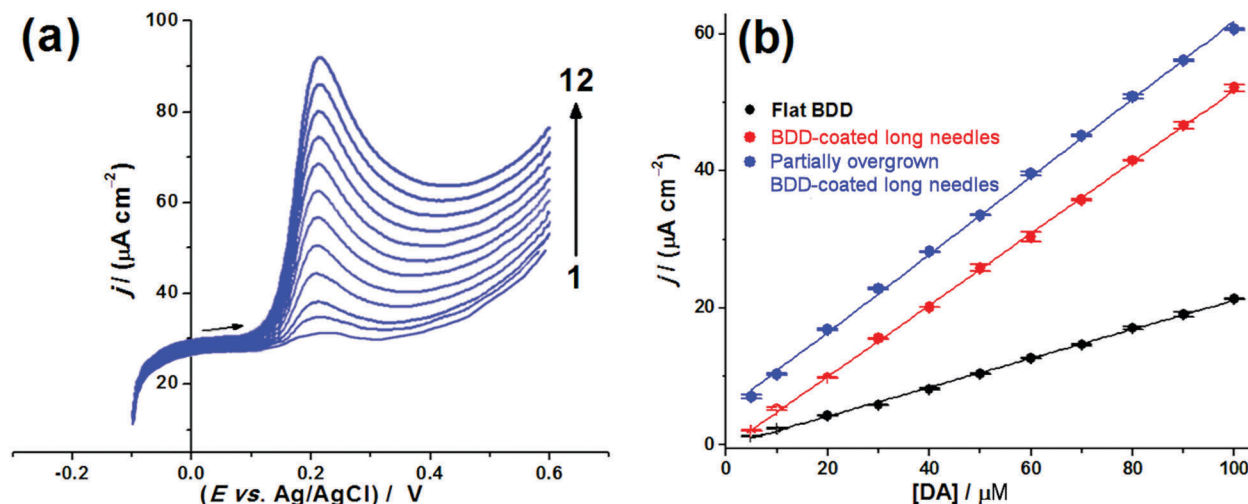 (a)
100
80
60
40
20
j / (µA cm⁻²)
12
1
-0.2
0.0
0.2
0.4
0.6
(E vs. Ag/AgCl) / V
(b)
60
40
20
0
j / (µA cm⁻²)
Flat BDD
BDD-coated long needles
Partially overgrown
BDD-coated long needles
0
20
40
60
80
100
[DA] / µM